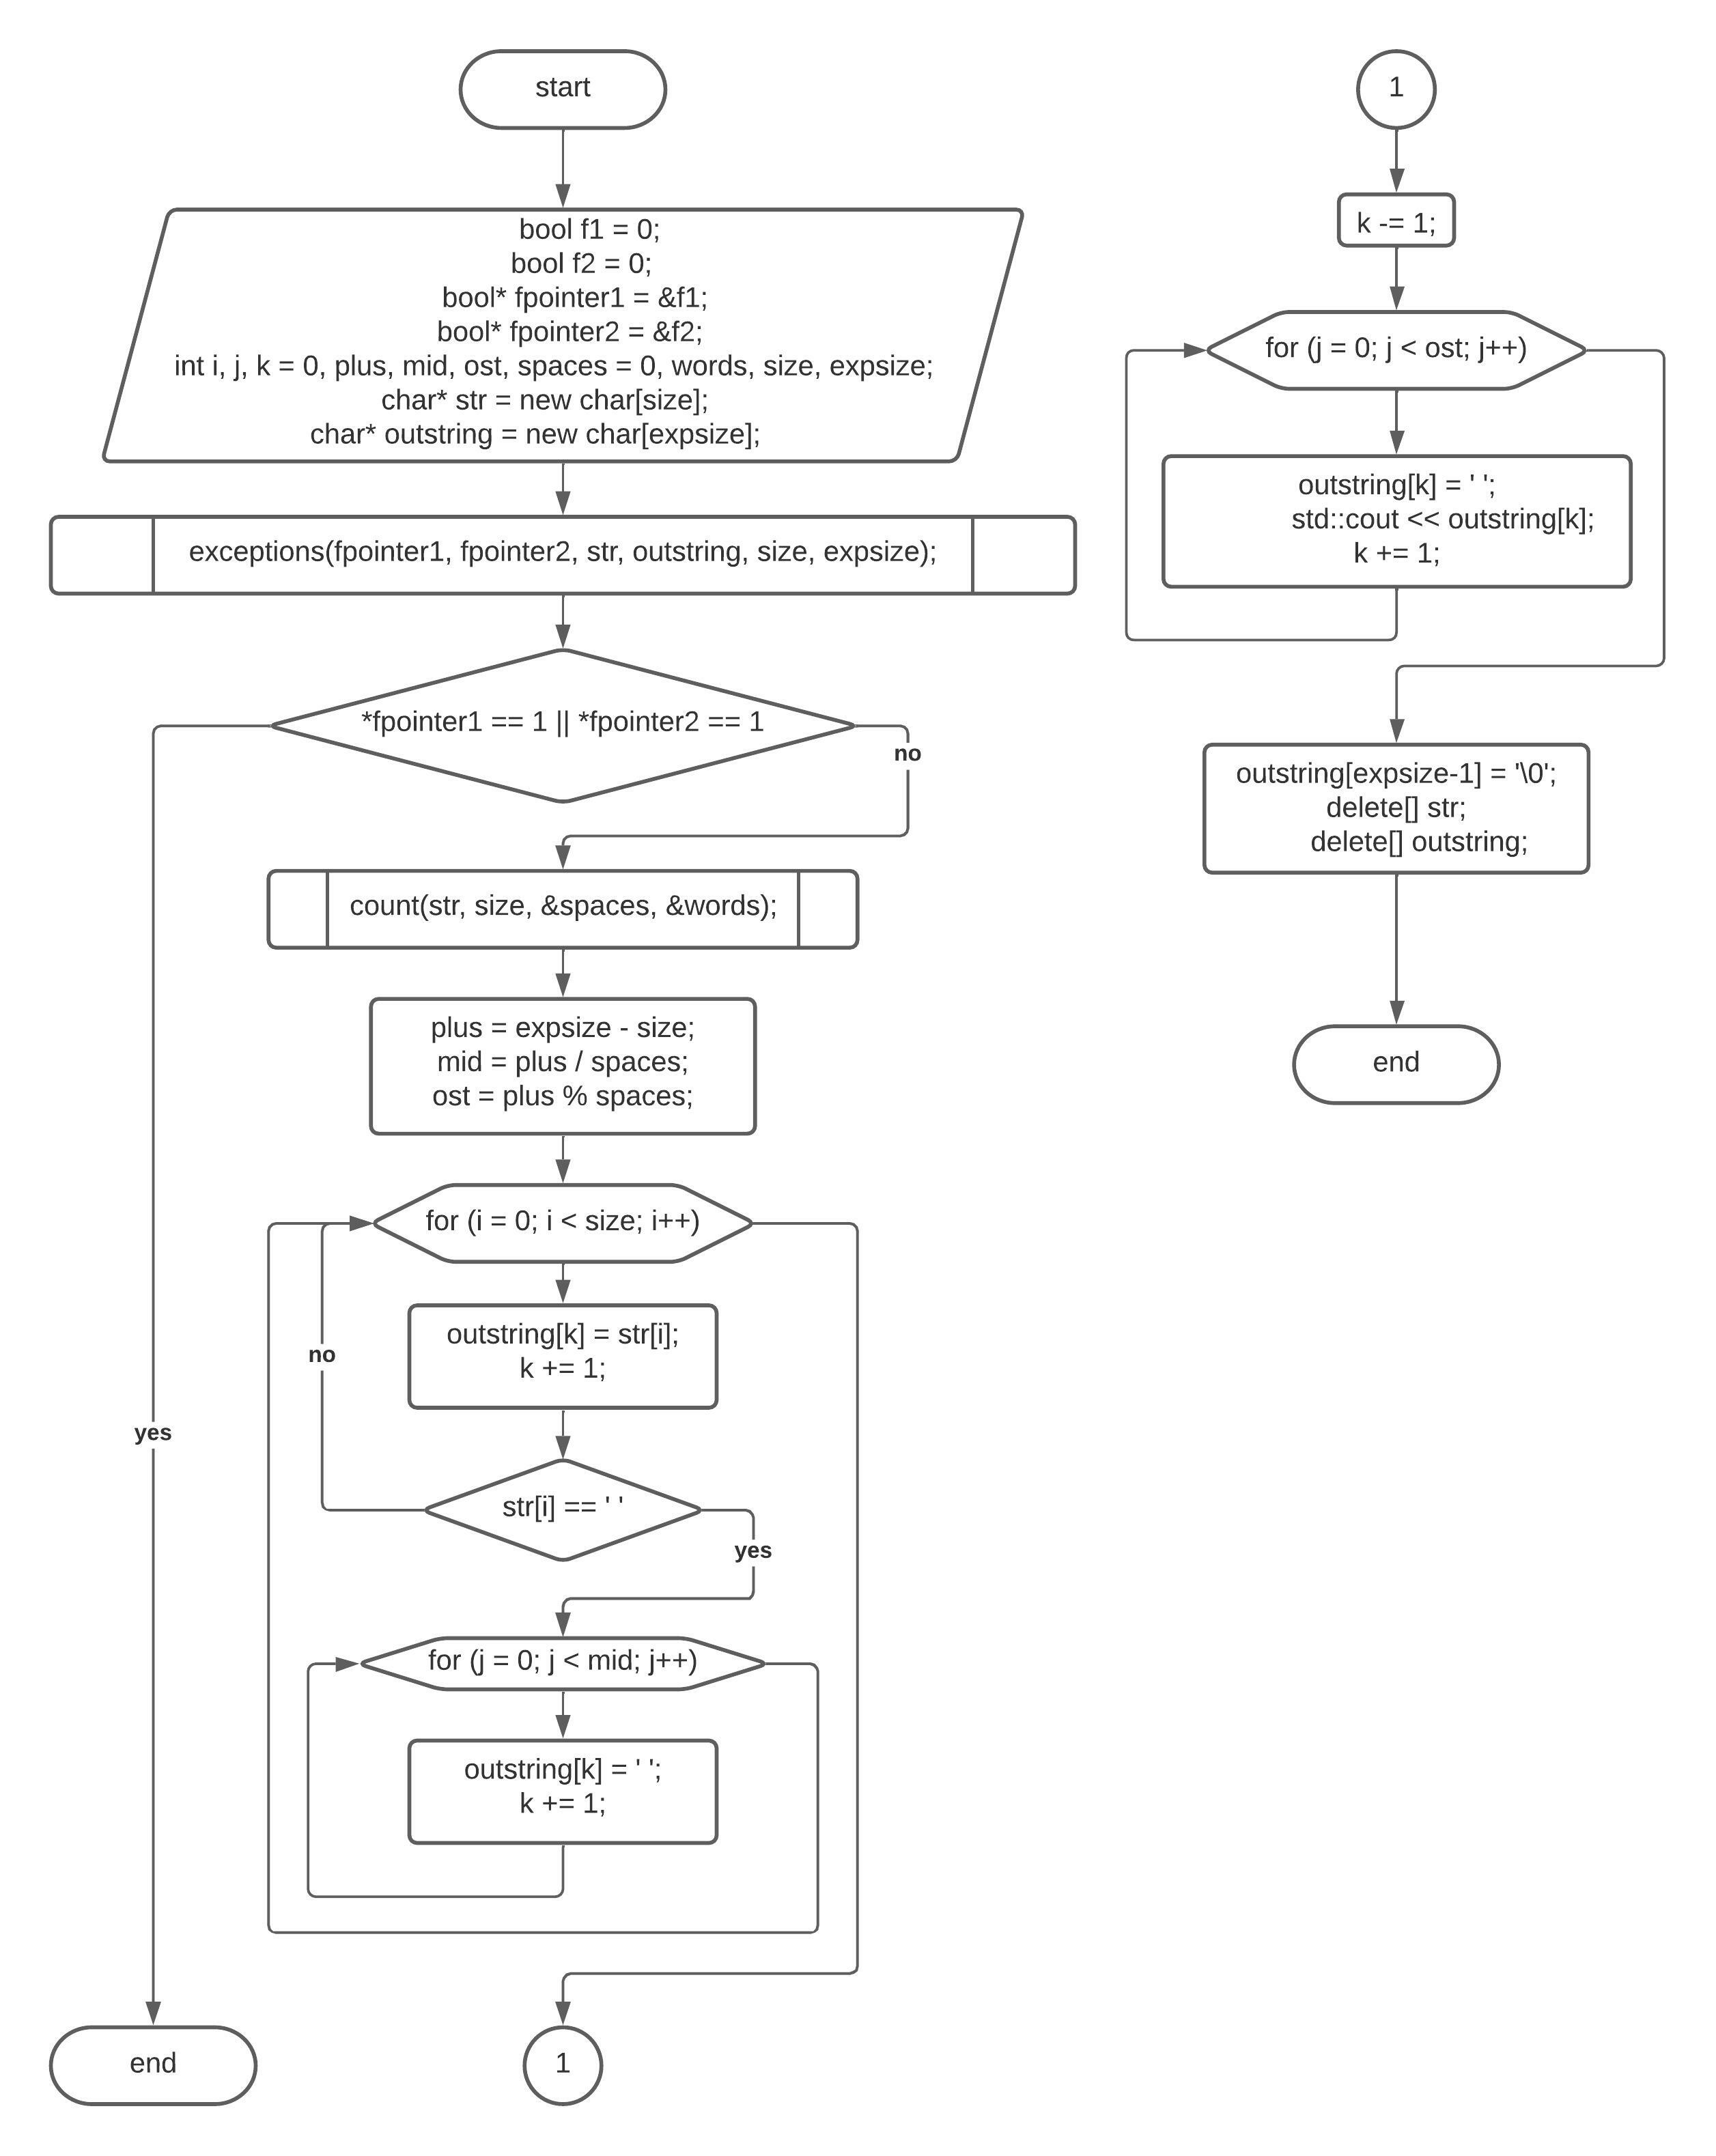 start
bool f1 = 0;
bool f2 = 0;
bool* fpointer1 = &f1;
bool* fpointer2 = &f2;
int i, j, k = 0, plus, mid, ost, spaces = 0, words, size, expsize;
char* str = new char[size];
char* outstring = new char[expsize];
exceptions(fpointer1, fpointer2, str, outstring, size, expsize);
*fpointer1 == 1 || *fpointer2 == 1
no
count(str, size, &spaces, &words);
plus = expsize - size;
mid = plus / spaces;
ost = plus % spaces;
for (i = 0; i < size; i++)
outstring[k] = str[i];
k += 1;
no
yes
str[i] == ' '
yes
for (j = 0; j < mid; j++)
outstring[k] = ' ';
k += 1;
end
1
1
k -= 1;
for (j = 0; j < ost; j++)
outstring[k] = ' ';
std::cout << outstring[k];
k += 1;
outstring[expsize-1] = '\0';
delete[] str;
delete[] outstring;
end